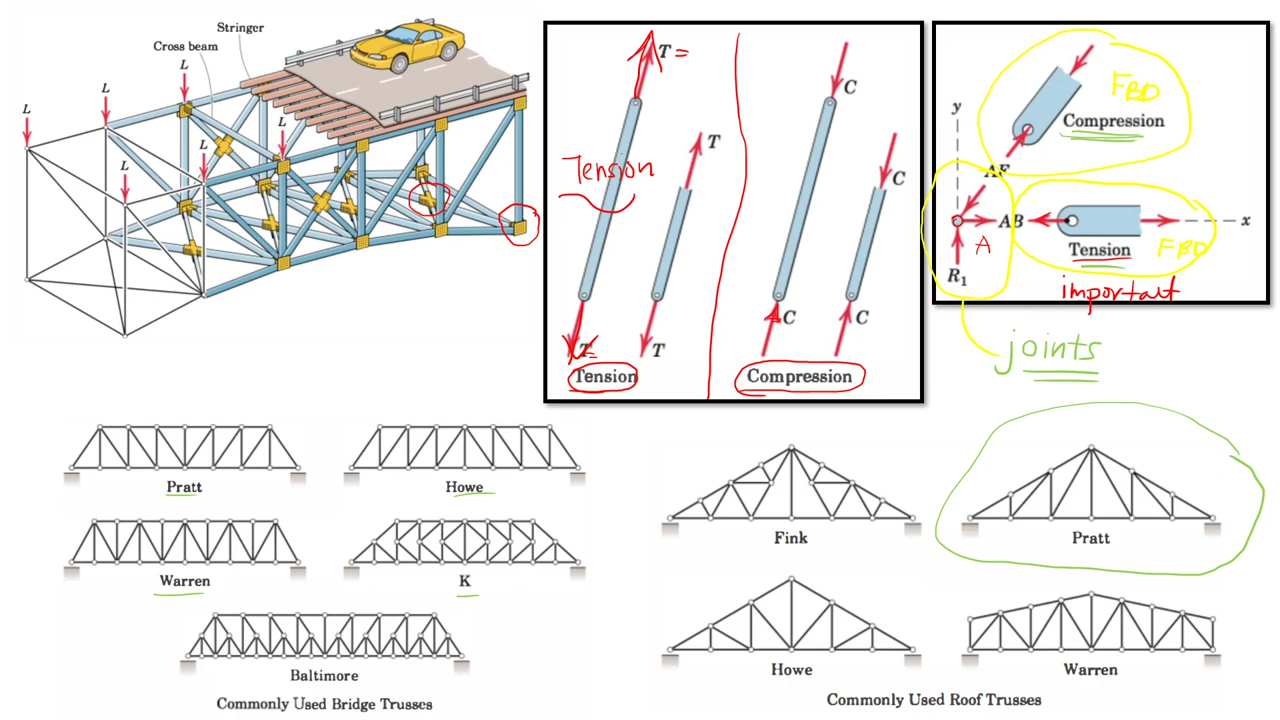 Stringer
Cross beam
L
L
L
L
L
L
T =
T
Tension
T =
T
Tension
C
C
C
C
Compression
FBD
Compression
y
AF
AB
x
A
R₁
Tension
FBD
important
joints
Pratt
Howe
Warren
K
Baltimore
Commonly Used Bridge Trusses
Fink
Pratt
Howe
Warren
Commonly Used Roof Trusses